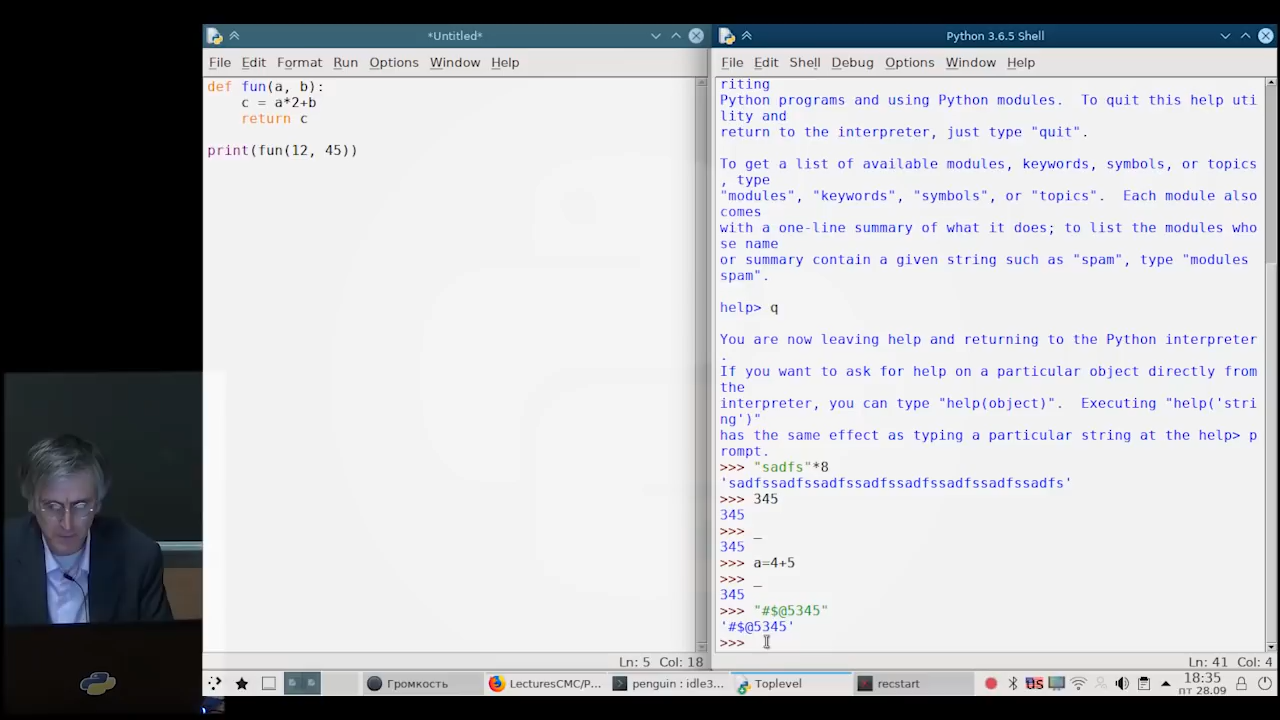 *Untitled*
File Edit Format Run Options Window Help
def fun(a, b):
    c = a*2+b
    return c
print(fun(12, 45))
Ln: 5 Col: 18
Python 3.6.5 Shell
File Edit Shell Debug Options Window Help
riting
Python programs and using Python modules.  To quit this help uti
lity and
return to the interpreter, just type "quit".
To get a list of available modules, keywords, symbols, or topics
, type
"modules", "keywords", "symbols", or "topics".  Each module also
comes
with a one-line summary of what it does; to list the modules who
se name
or summary contain a given string such as "spam", type "modules
spam".
help> q
You are now leaving help and returning to the Python interpreter
.
If you want to ask for help on a particular object directly from
the
interpreter, you can type "help(object)".  Executing "help('stri
ng')"
has the same effect as typing a particular string at the help> p
rompt.
>>> "sadfs"*8
'sadfssadfssadfssadfssadfssadfssadfssadfs'
>>> 345
345
>>> _
345
>>> a=4+5
>>> _
345
>>> "#$@5345"
'#$@5345'
>>>
Ln: 41 Col: 4
Громкость LecturesCMC/P... penguin : idle3... Toplevel recstart US 18:35
пт 28.09